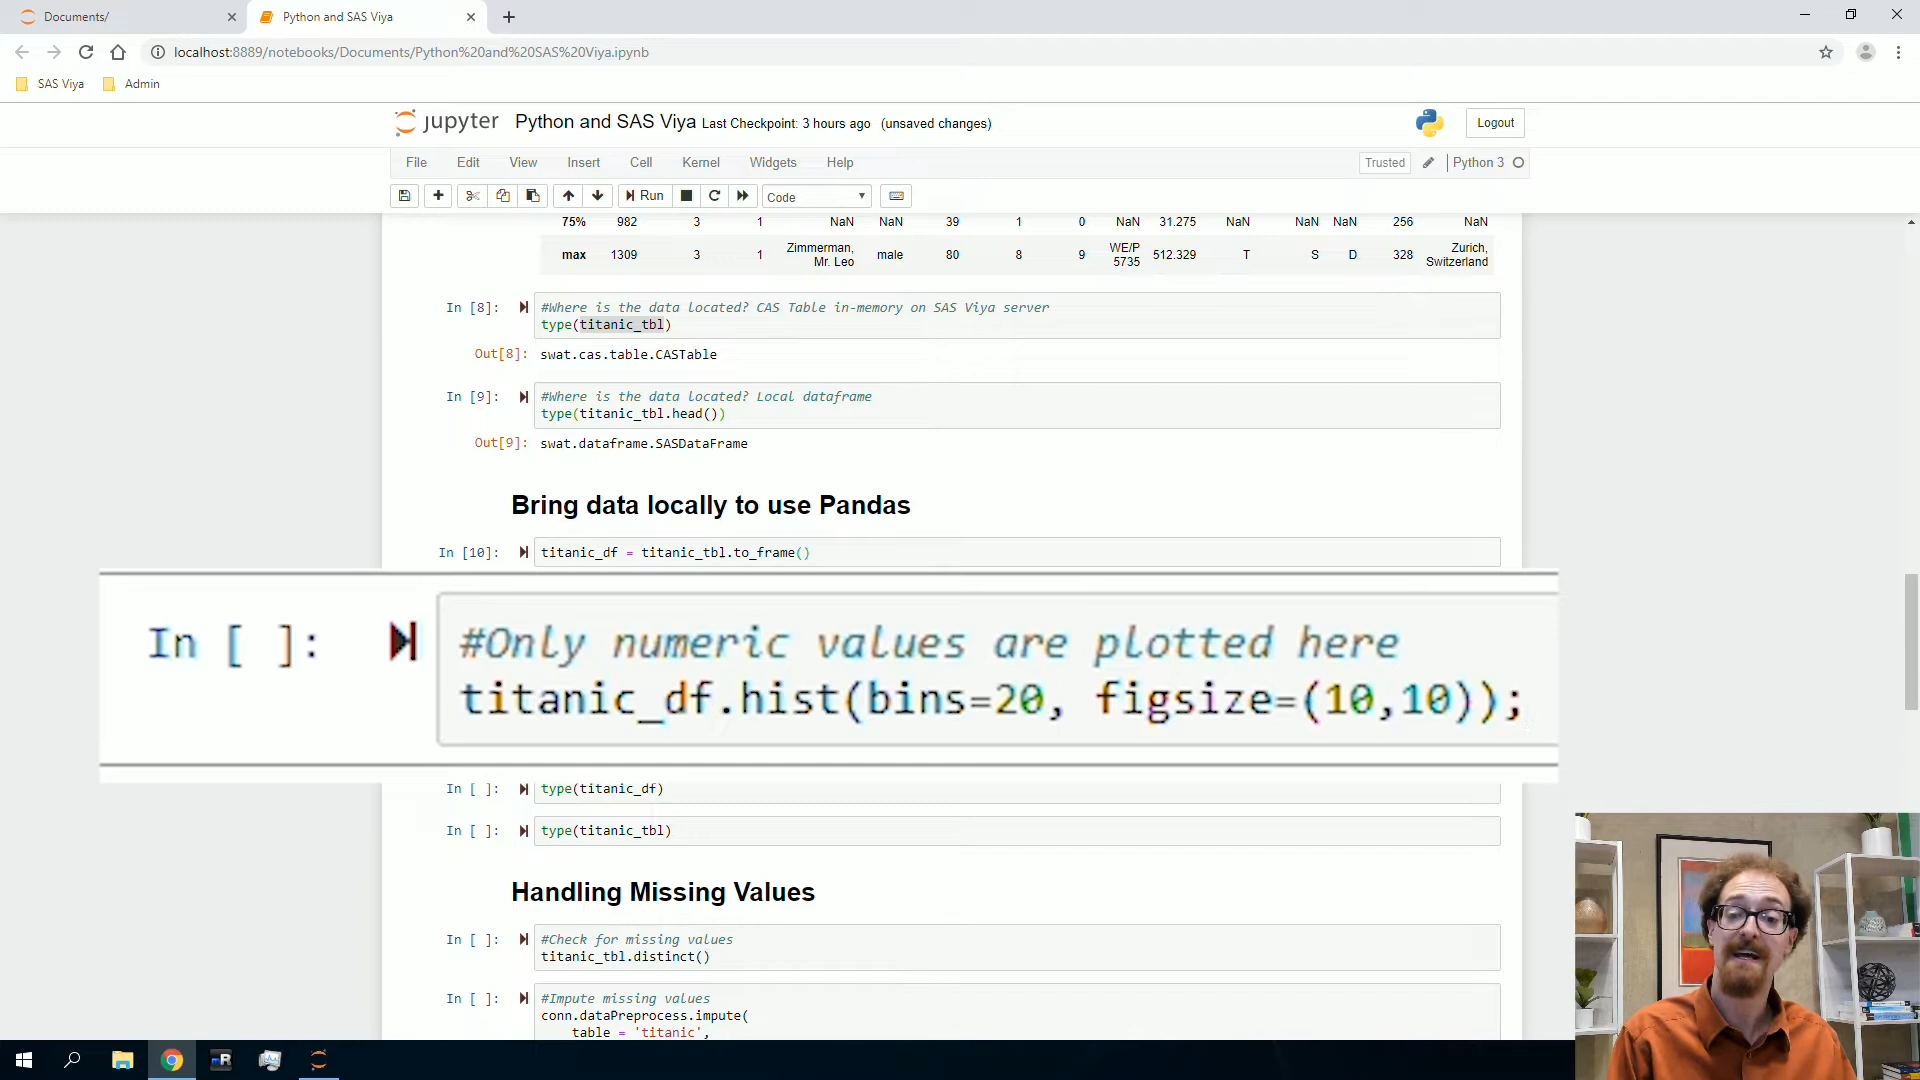 Documents/
Python and SAS Viya
localhost:8889/notebooks/Documents/Python%20and%20SAS%20Viya.ipynb
SAS Viya
Admin
jupyter Python and SAS Viya Last Checkpoint: 3 hours ago (unsaved changes)
Logout
File Edit View Insert Cell Kernel Widgets Help
Trusted
Python 3
Run
Code
75% 982 3 1 NaN NaN 39 1 0 NaN 31.275 NaN NaN NaN 256 NaN
max 1309 3 1 Zimmerman, Mr. Leo male 80 8 9 WE/P 5735 512.329 T S D 328 Zurich, Switzerland
In [8]:
#Where is the data located? CAS Table in-memory on SAS Viya server
type(titanic_tbl)
Out[8]: swat.cas.table.CASTable
In [9]:
#Where is the data located? Local dataframe
type(titanic_tbl.head())
Out[9]: swat.dataframe.SASDataFrame
Bring data locally to use Pandas
In [10]: titanic_df = titanic_tbl.to_frame()
In [ ]: #Only numeric values are plotted here
titanic_df.hist(bins=20, figsize=(10,10));
In [ ]: type(titanic_df)
In [ ]: type(titanic_tbl)
Handling Missing Values
In [ ]: #Check for missing values
titanic_tbl.distinct()
In [ ]: #Impute missing values
conn.dataPreprocess.impute(
table = 'titanic',